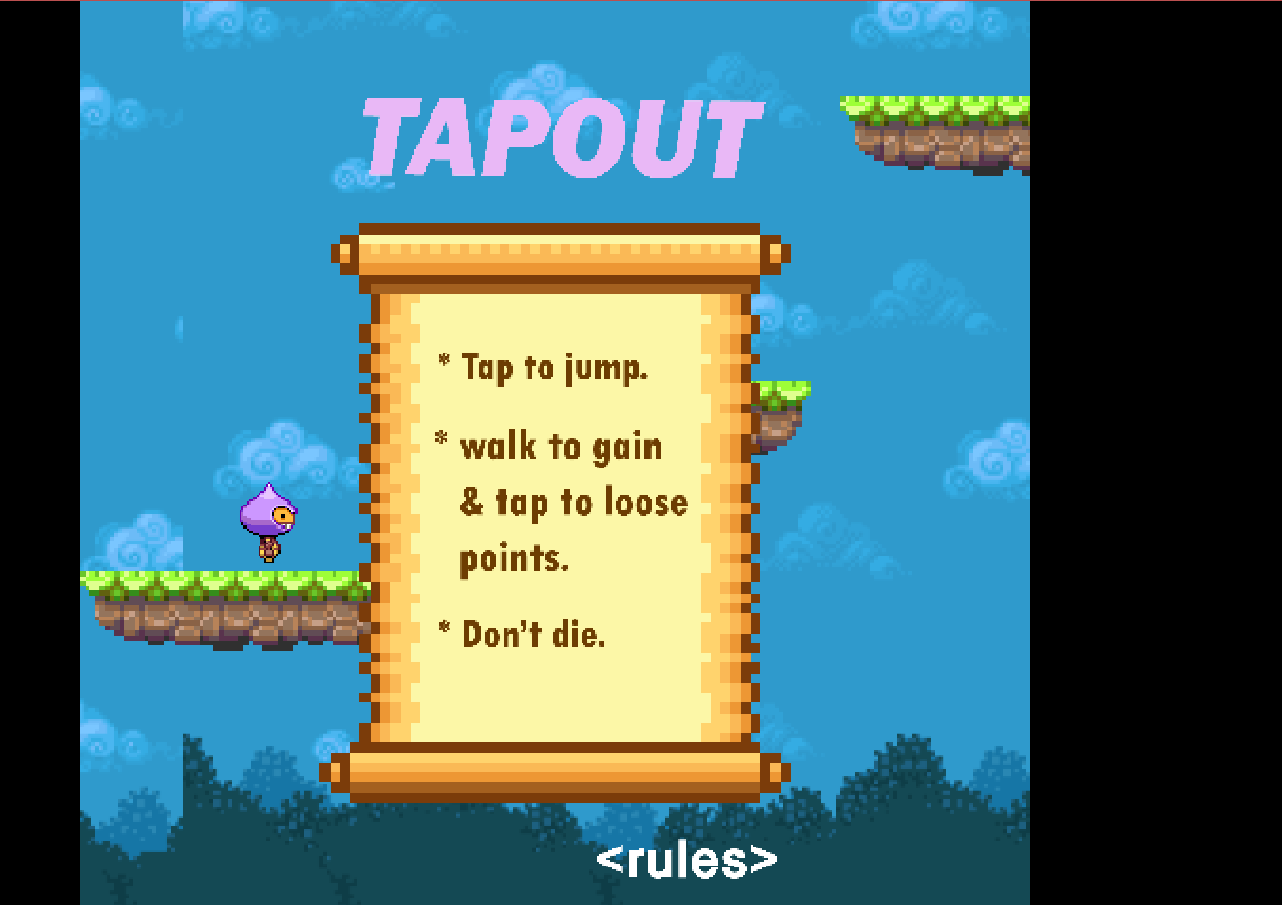 TAPOUT
* Tap to jump.
* walk to gain
& tap to loose
points.
* Don't die.
<rules>